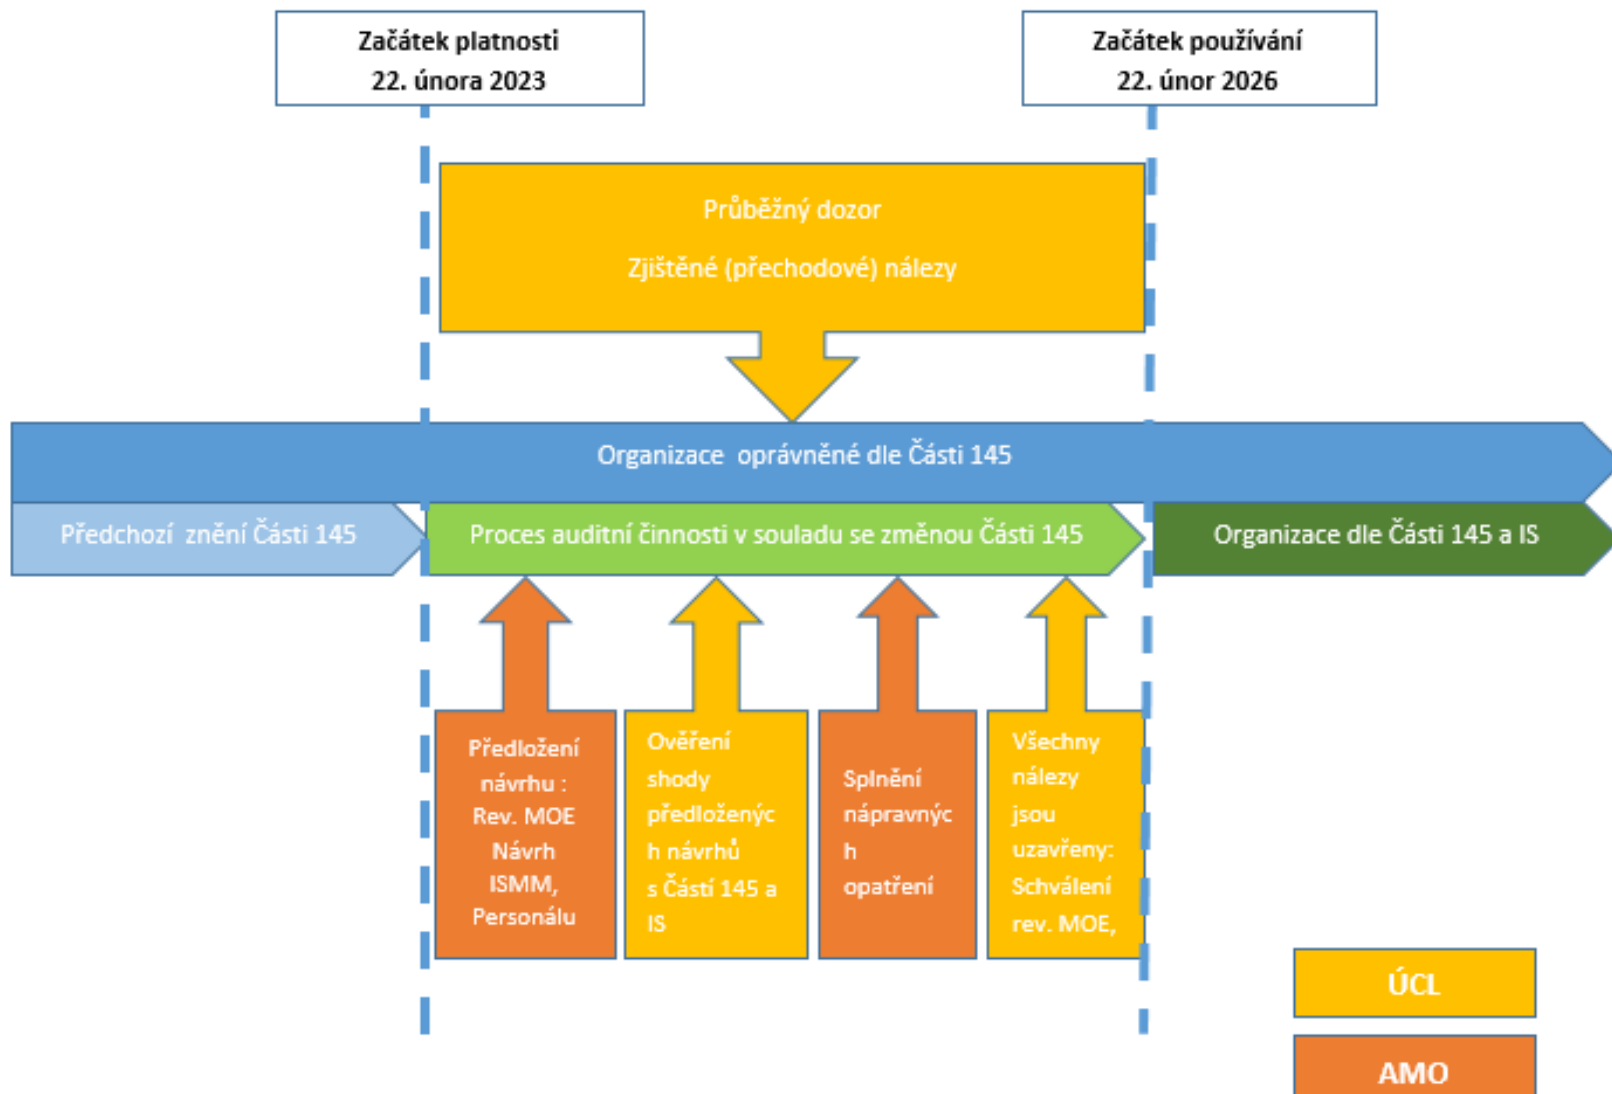 Začátek platnosti
22. února 2023
Začátek používání
22. únor 2026
Průběžný dozor
Zjištěné (přechodové) nálezy
Organizace oprávněné dle Části 145
Předchozí znění Části 145
Proces auditní činnosti v souladu se změnou Části 145
Organizace dle Části 145 a IS
Předložení
návrhu :
Rev. MOE
Návrh
ISMM,
Personálu
Ověření
shody
předloženýc
h návrhů
s Částí 145 a
IS
Splnění
nápravnýc
h
opatření
Všechny
nálezy
jsou
uzavřeny:
Schválení
rev. MOE,
ÚCL
AMO